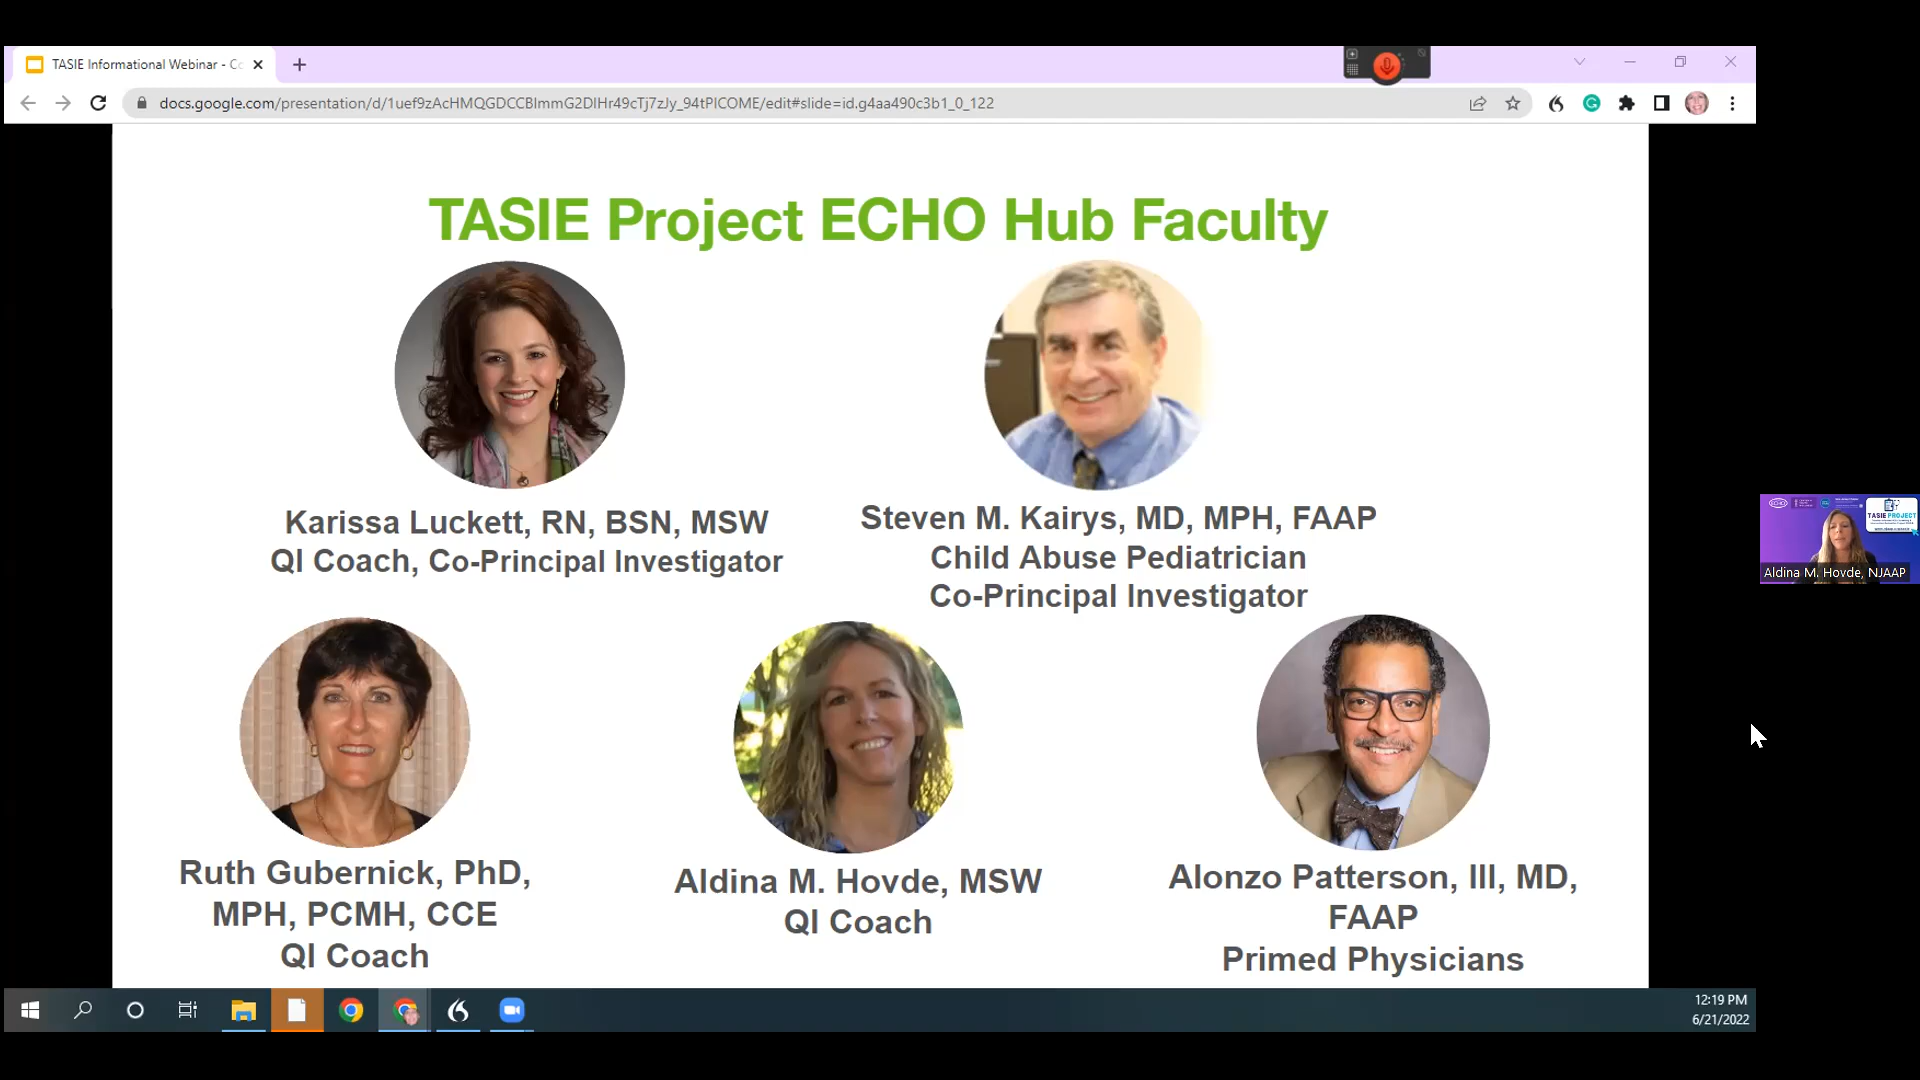 TASIE Informational Webinar - Co
docs.google.com/presentation/d/1uef9zAcHMQGDCCBlmmG2DlHr49cTj7zJy_94tPICOME/edit#slide=id.g4aa490c3b1_0_122
TASIE Project ECHO Hub Faculty
Karissa Luckett, RN, BSN, MSW
QI Coach, Co-Principal Investigator
Steven M. Kairys, MD, MPH, FAAP
Child Abuse Pediatrician
Co-Principal Investigator
Ruth Gubernick, PhD,
MPH, PCMH, CCE
QI Coach
Aldina M. Hovde, MSW
QI Coach
Alonzo Patterson, III, MD,
FAAP
Primed Physicians
TASIE PROJECT
Aldina M. Hovde, NJAAP
12:19 PM
6/21/2022